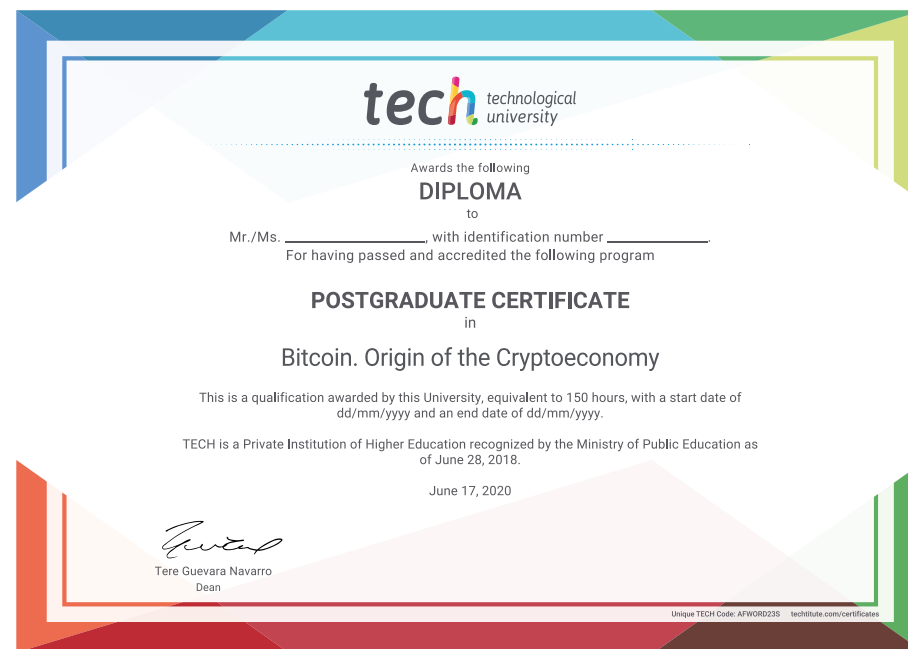 tech technological
university
Awards the following
DIPLOMA
to
Mr./Ms. ____________________, with identification number ______________.
For having passed and accredited the following program
POSTGRADUATE CERTIFICATE
in
Bitcoin. Origin of the Cryptoeconomy
This is a qualification awarded by this University, equivalent to 150 hours, with a start date of
dd/mm/yyyy and an end date of dd/mm/yyyy.
TECH is a Private Institution of Higher Education recognized by the Ministry of Public Education as
of June 28, 2018.
June 17, 2020
Tere Guevara Navarro
Dean
Unique TECH Code: AFWORD23S techtitute.com/certificates